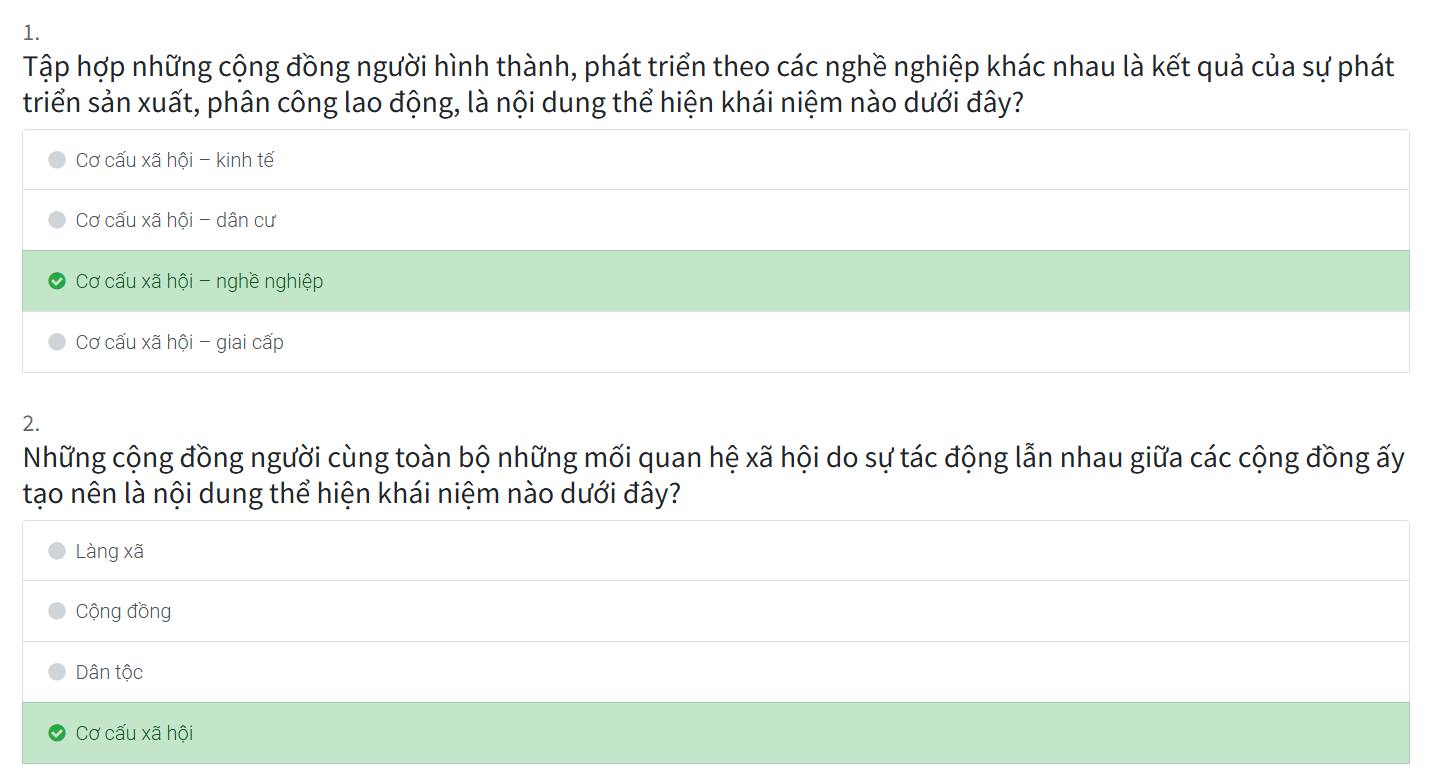 1.
Tập hợp những cộng đồng người hình thành, phát triển theo các nghề nghiệp khác nhau là kết quả của sự phát
triển sản xuất, phân công lao động, là nội dung thể hiện khái niệm nào dưới đây?
Cơ cấu xã hội – kinh tế
Cơ cấu xã hội – dân cư
Cơ cấu xã hội – nghề nghiệp
Cơ cấu xã hội – giai cấp
2.
Những cộng đồng người cùng toàn bộ những mối quan hệ xã hội do sự tác động lẫn nhau giữa các cộng đồng ấy
tạo nên là nội dung thể hiện khái niệm nào dưới đây?
Làng xã
Cộng đồng
Dân tộc
Cơ cấu xã hội